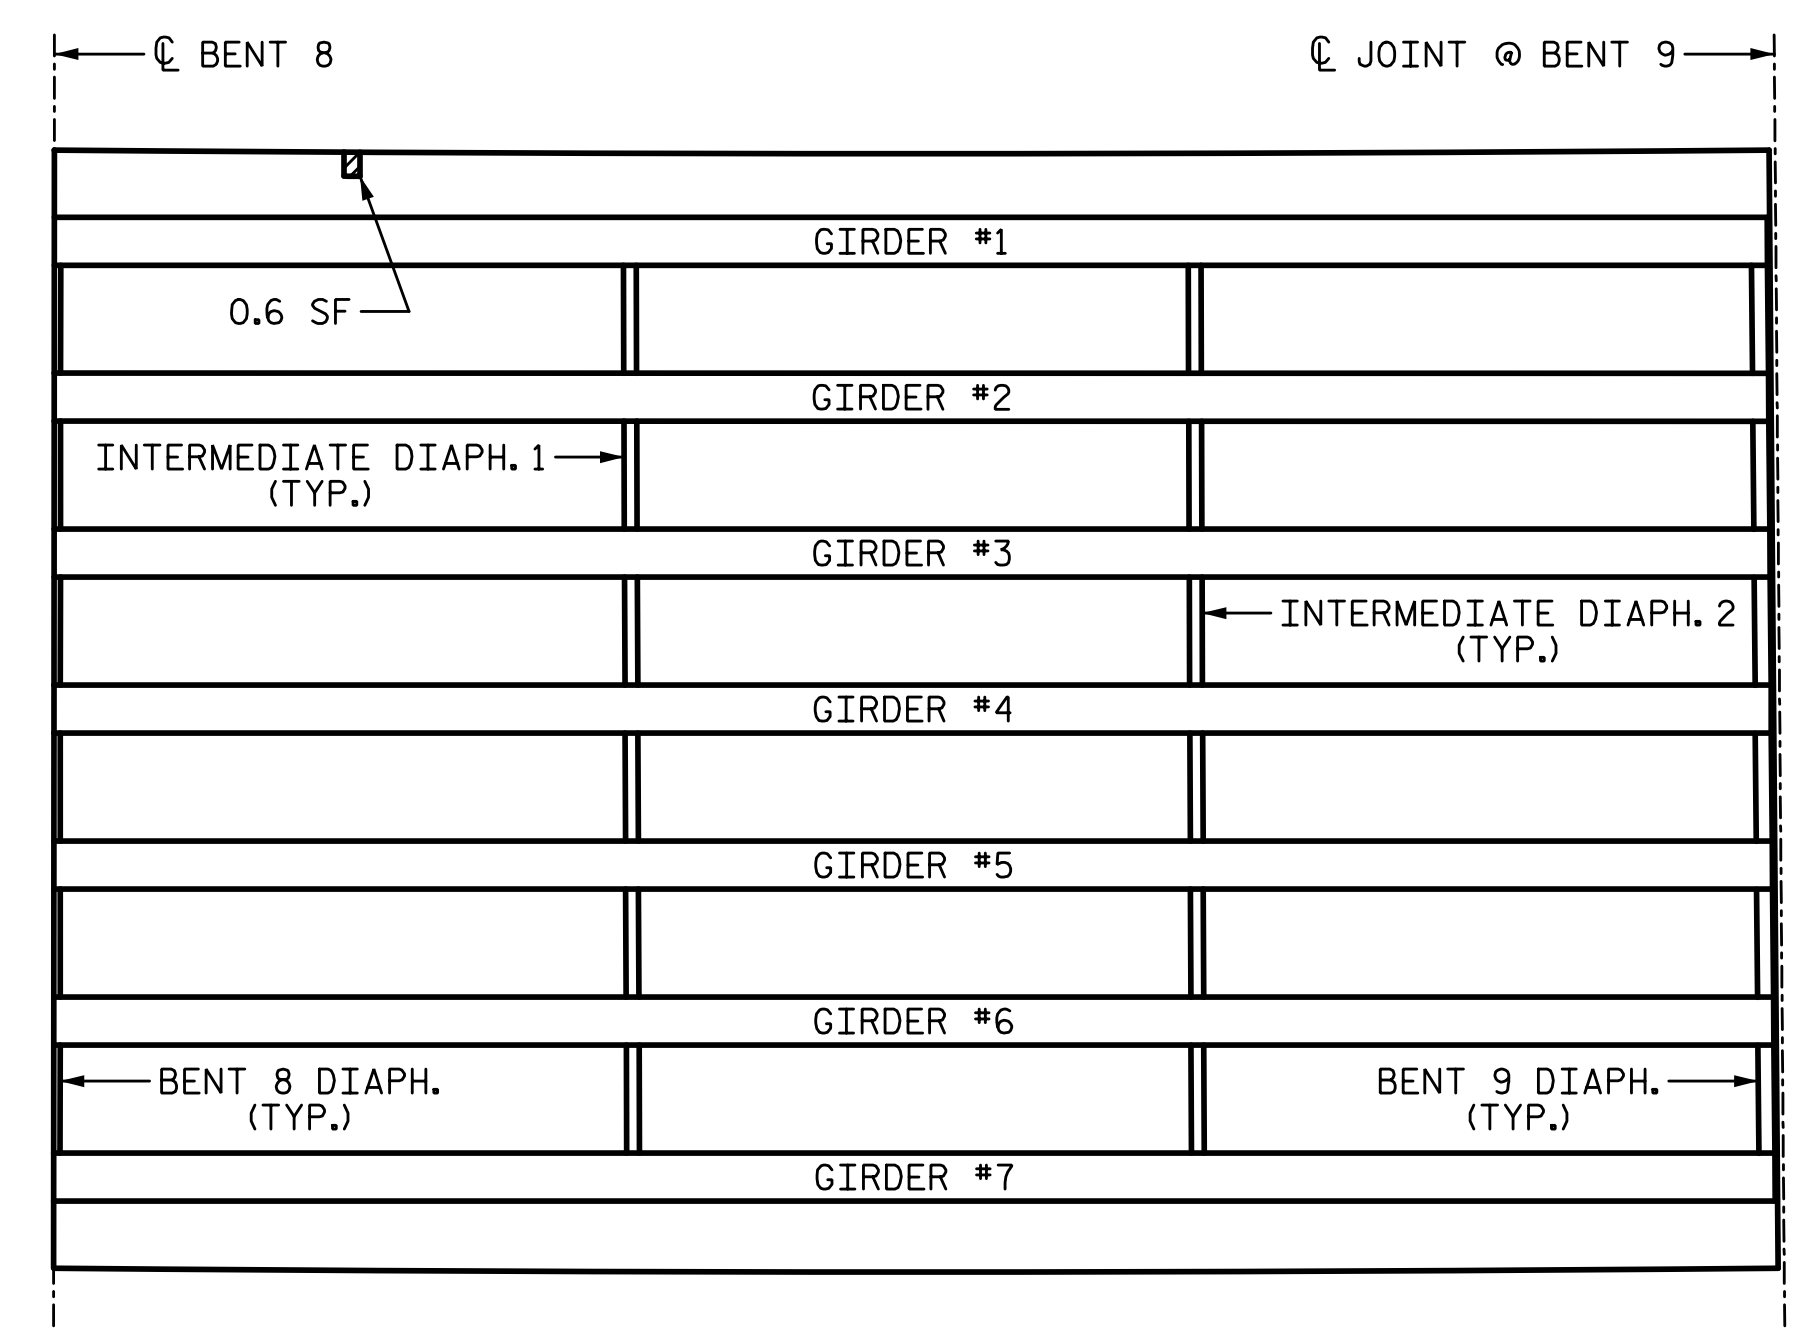 ℄ BENT 8
℄ JOINT @ BENT 9
GIRDER #1
0.6 SF
GIRDER #2
INTERMEDIATE DIAPH. 1
(TYP.)
GIRDER #3
INTERMEDIATE DIAPH. 2
(TYP.)
GIRDER #4
GIRDER #5
GIRDER #6
BENT 8 DIAPH.
(TYP.)
BENT 9 DIAPH.
(TYP.)
GIRDER #7